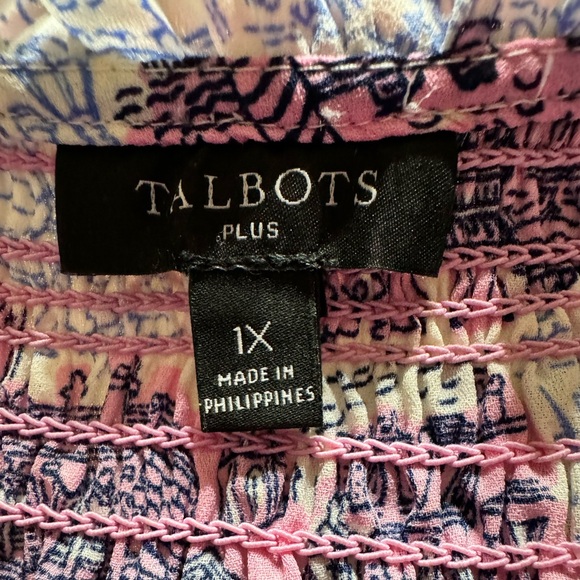 TALBOTS
PLUS
1X
MADE IN
PHILIPPINES